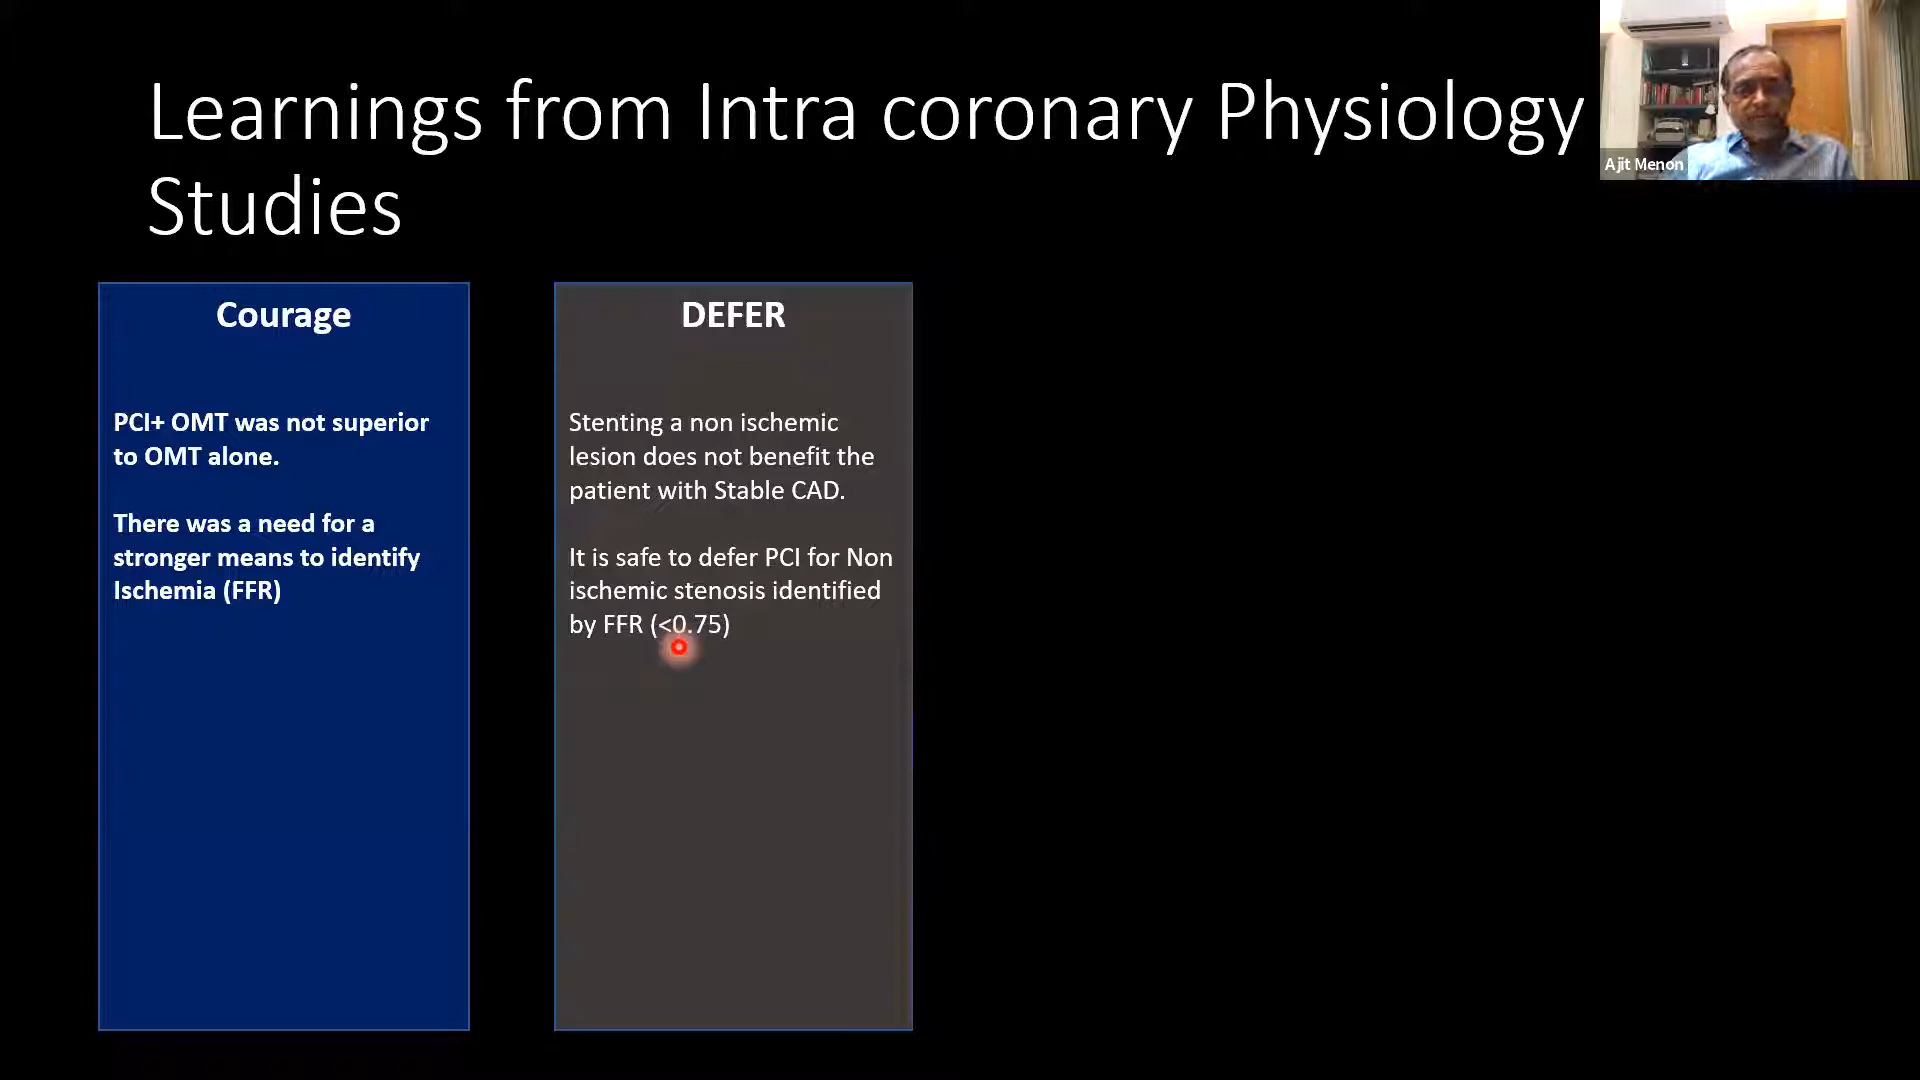 Learnings from Intra coronary Physiology
Studies
Ajit Menon
Courage
PCI+ OMT was not superior
to OMT alone.
There was a need for a
stronger means to identify
Ischemia (FFR)
DEFER
Stenting a non ischemic
lesion does not benefit the
patient with Stable CAD.
It is safe to defer PCI for Non
ischemic stenosis identified
by FFR (<0.75)